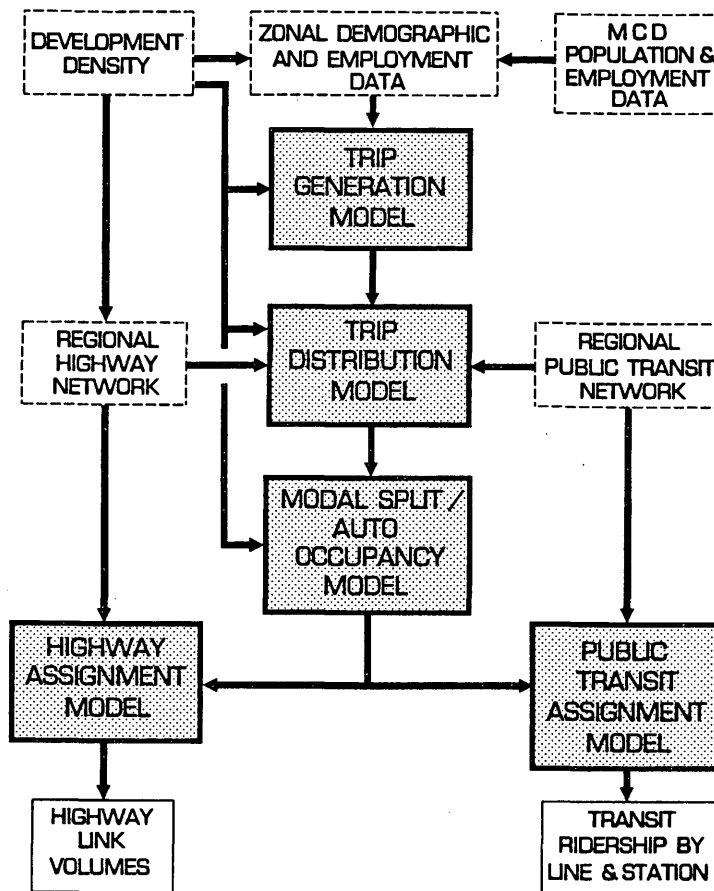 DEVELOPMENT
DENSITY
ZONAL DEMOGRAPHIC
AND EMPLOYMENT
DATA
MCD
POPULATION &
EMPLOYMENT
DATA
TRIP
GENERATION
MODEL
REGIONAL
HIGHWAY
NETWORK
TRIP
DISTRIBUTION
MODEL
REGIONAL
PUBLIC TRANSIT
NETWORK
MODAL SPLIT /
AUTO
OCCUPANCY
MODEL
HIGHWAY
ASSIGNMENT
MODEL
PUBLIC
TRANSIT
ASSIGNMENT
MODEL
HIGHWAY
LINK
VOLUMES
TRANSIT
RIDERSHIP BY
LINE & STATION